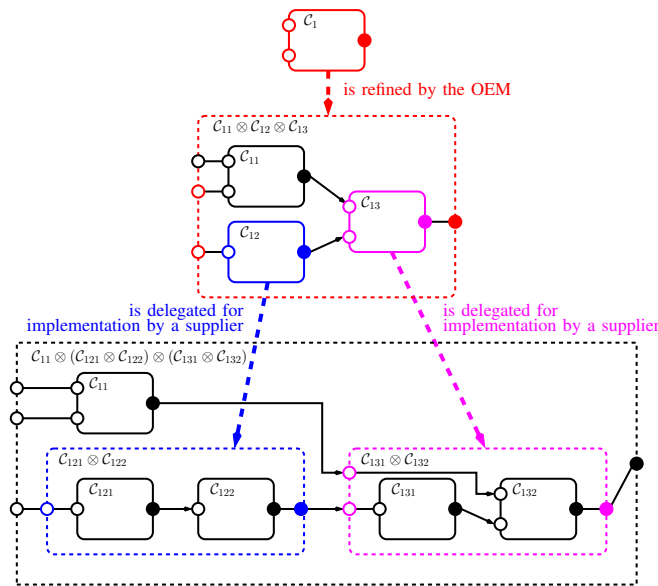 𝒞₁
is refined by the OEM
𝒞₁₁ ⊗ 𝒞₁₂ ⊗ 𝒞₁₃
𝒞₁₁
𝒞₁₃
𝒞₁₂
is delegated for
implementation by a supplier
is delegated for
implementation by a supplier
𝒞₁₁ ⊗ (𝒞₁₂₁ ⊗ 𝒞₁₂₂) ⊗ (𝒞₁₃₁ ⊗ 𝒞₁₃₂)
𝒞₁₁
𝒞₁₂₁ ⊗ 𝒞₁₂₂
𝒞₁₃₁ ⊗ 𝒞₁₃₂
𝒞₁₂₁
𝒞₁₂₂
𝒞₁₃₁
𝒞₁₃₂